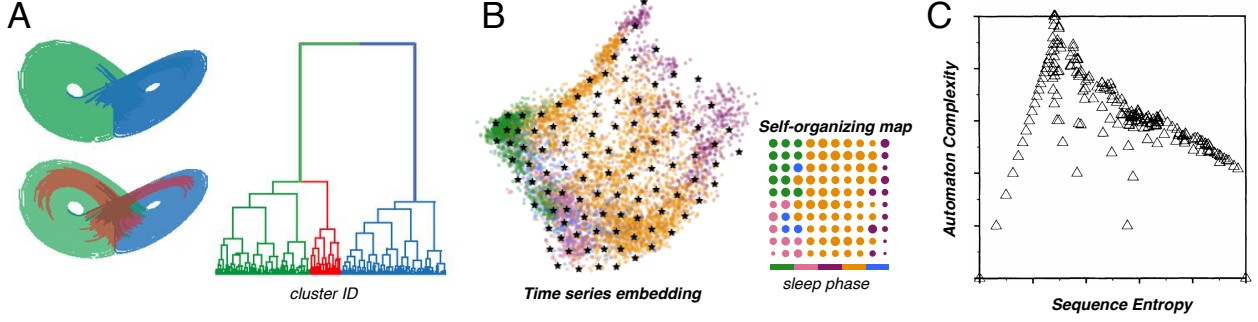 A
cluster ID
B
Time series embedding
Self-organizing map
sleep phase
C
Automaton Complexity
Sequence Entropy